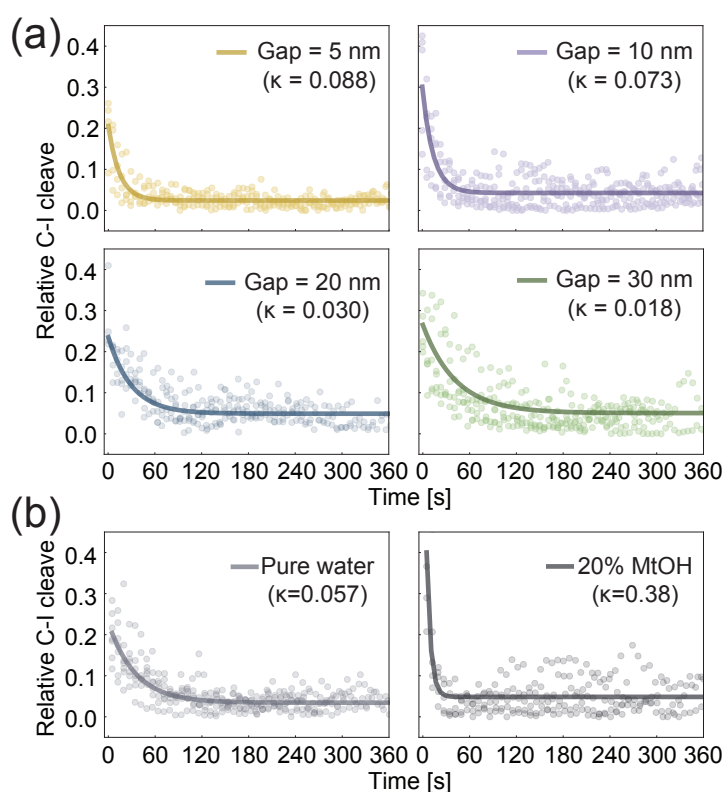 (a)
Relative C-I cleave
0.4
0.3
0.2
0.1
0.0
Gap = 5 nm
(κ = 0.088)
Gap = 10 nm
(κ = 0.073)
0.4
0.3
0.2
0.1
0.0
Gap = 20 nm
(κ = 0.030)
Gap = 30 nm
(κ = 0.018)
0 60 120 180 240 300 360
0 60 120 180 240 300 360
Time [s]
(b)
Relative C-I cleave
0.4
0.3
0.2
0.1
0.0
Pure water
(κ=0.057)
20% MtOH
(κ=0.38)
0 60 120 180 240 300 360
0 60 120 180 240 300 360
Time [s]